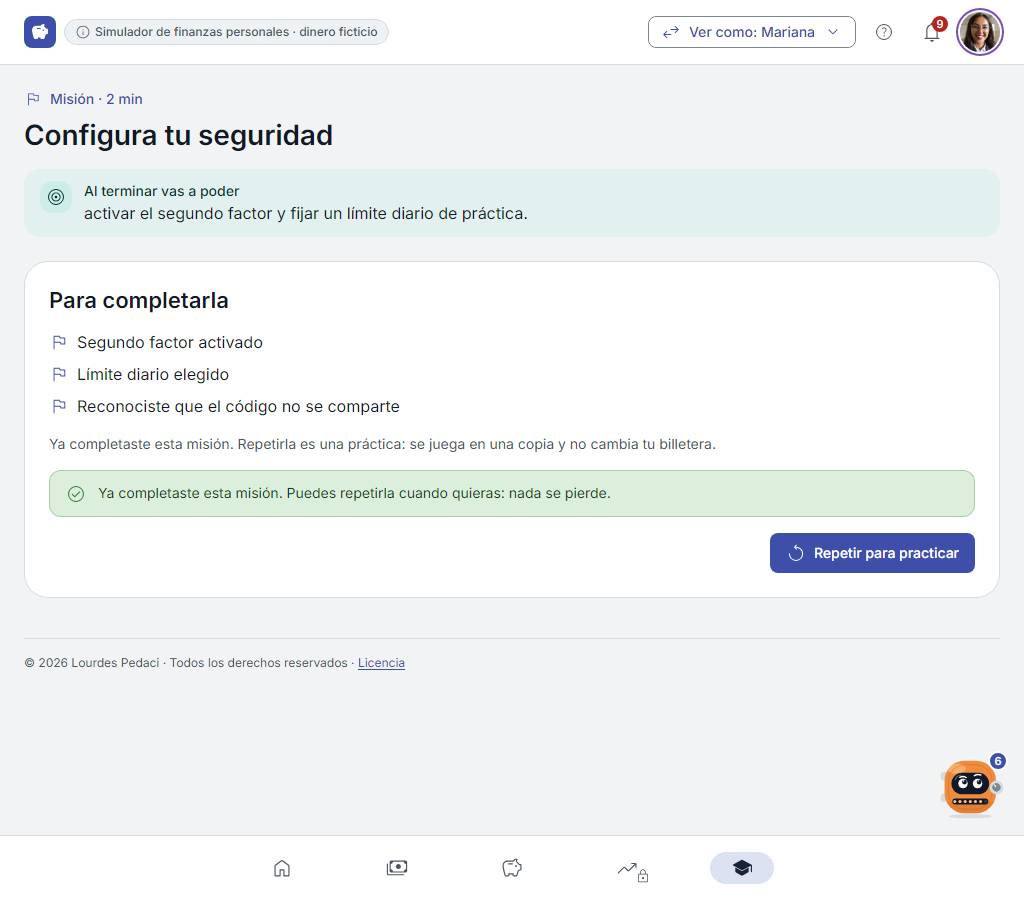 Simulador de finanzas personales · dinero ficticio
Ver como: Mariana
9
Misión · 2 min
Configura tu seguridad
Al terminar vas a poder
activar el segundo factor y fijar un límite diario de práctica.
Para completarla
Segundo factor activado
Límite diario elegido
Reconociste que el código no se comparte
Ya completaste esta misión. Repetirla es una práctica: se juega en una copia y no cambia tu billetera.
Ya completaste esta misión. Puedes repetirla cuando quieras: nada se pierde.
Repetir para practicar
© 2026 Lourdes Pedaci · Todos los derechos reservados · Licencia
6